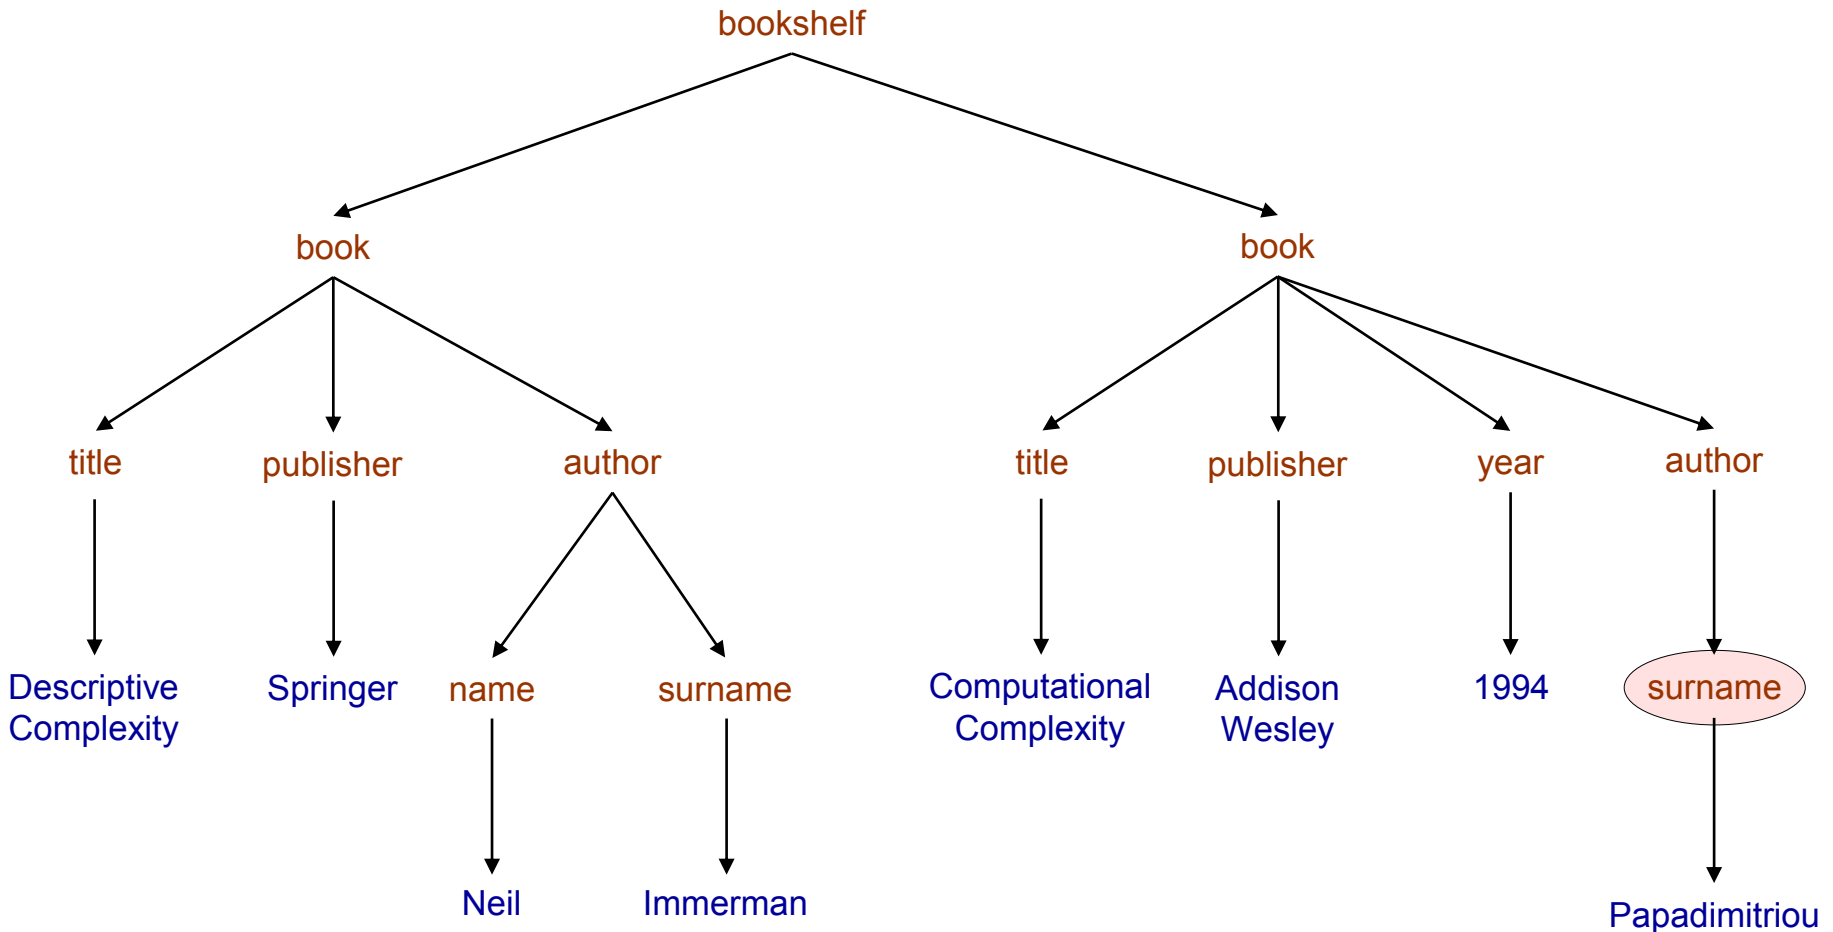 bookshelf
book
book
title
publisher
author
title
publisher
year
author
Descriptive
Complexity
Springer
name
surname
Computational
Complexity
Addison
Wesley
1994
surname
Neil
Immerman
Papadimitriou